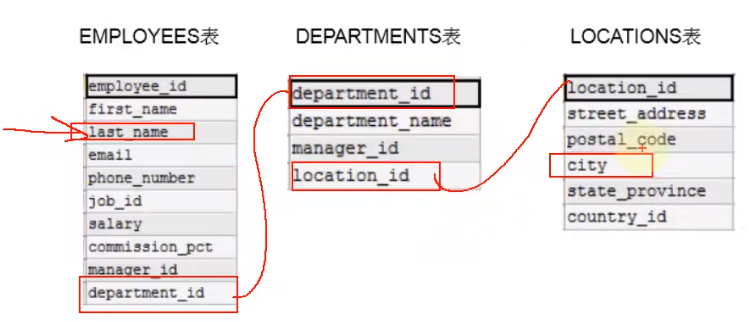 EMPLOYEES表
employee_id
first_name
last_name
email
phone_number
job_id
salary
commission_pct
manager_id
department_id
DEPARTMENTS表
department_id
department_name
manager_id
location_id
LOCATIONS表
location_id
street_address
postal_code
city
state_province
country_id